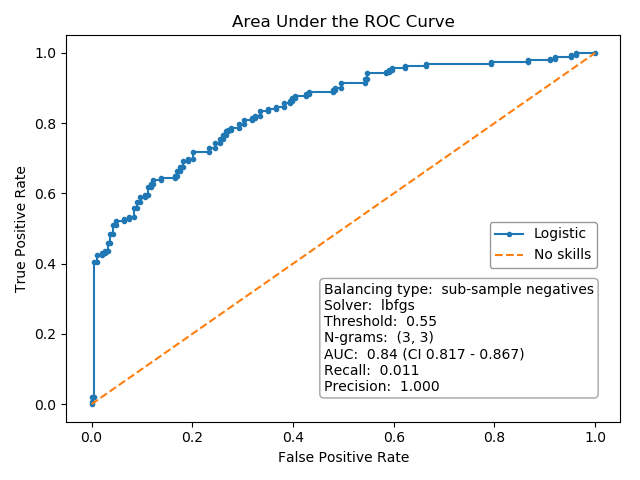 Area Under the ROC Curve
1.0
0.8
0.6
0.4
0.2
0.0
True Positive Rate
Logistic
No skills
Balancing type:  sub-sample negatives
Solver:  lbfgs
Threshold:  0.55
N-grams:  (3, 3)
AUC:  0.84 (CI 0.817 - 0.867)
Recall:  0.011
Precision:  1.000
0.0 0.2 0.4 0.6 0.8 1.0
False Positive Rate